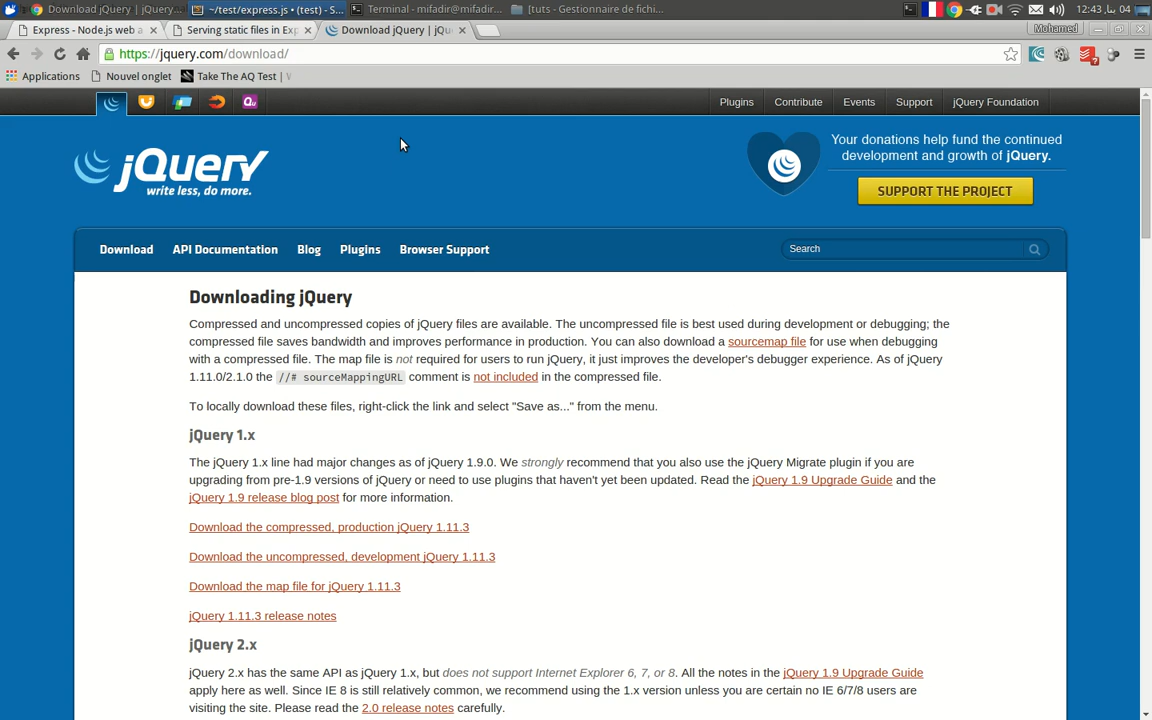 Download jQuery | jQuery...
~/test/express.js • (test) - S...
Terminal - mifadir@mifadir...
[tuts - Gestionnaire de fichi...
12:43
Express - Node.js web a
Serving static files in Exp
Download jQuery | jQu
Mohamed
https://jquery.com/download/
Applications
Nouvel onglet
Take The AQ Test |
Qu
Plugins
Contribute
Events
Support
jQuery Foundation
jQuery
write less, do more.
Your donations help fund the continued
development and growth of jQuery.
SUPPORT THE PROJECT
Download
API Documentation
Blog
Plugins
Browser Support
Search
Downloading jQuery
Compressed and uncompressed copies of jQuery files are available. The uncompressed file is best used during development or debugging; the
compressed file saves bandwidth and improves performance in production. You can also download a sourcemap file for use when debugging
with a compressed file. The map file is not required for users to run jQuery, it just improves the developer's debugger experience. As of jQuery
1.11.0/2.1.0 the //# sourceMappingURL comment is not included in the compressed file.
To locally download these files, right-click the link and select "Save as..." from the menu.
jQuery 1.x
The jQuery 1.x line had major changes as of jQuery 1.9.0. We strongly recommend that you also use the jQuery Migrate plugin if you are
upgrading from pre-1.9 versions of jQuery or need to use plugins that haven't yet been updated. Read the jQuery 1.9 Upgrade Guide and the
jQuery 1.9 release blog post for more information.
Download the compressed, production jQuery 1.11.3
Download the uncompressed, development jQuery 1.11.3
Download the map file for jQuery 1.11.3
jQuery 1.11.3 release notes
jQuery 2.x
jQuery 2.x has the same API as jQuery 1.x, but does not support Internet Explorer 6, 7, or 8. All the notes in the jQuery 1.9 Upgrade Guide
apply here as well. Since IE 8 is still relatively common, we recommend using the 1.x version unless you are certain no IE 6/7/8 users are
visiting the site. Please read the 2.0 release notes carefully.